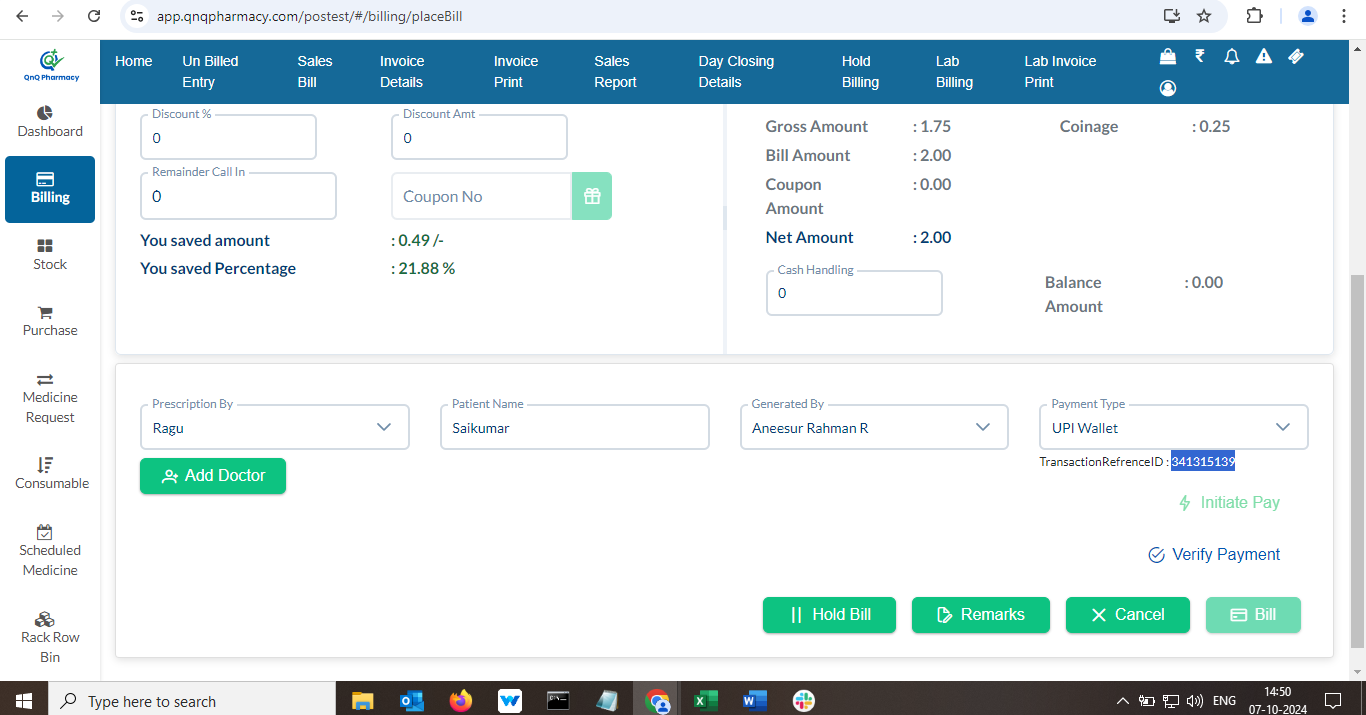 app.qnqpharmacy.com/postest/#/billing/placeBill
QnQ Pharmacy
Home
Un Billed
Entry
Sales
Bill
Invoice
Details
Invoice
Print
Sales
Report
Day Closing
Details
Hold
Billing
Lab
Billing
Lab Invoice
Print
Dashboard
Billing
Stock
Purchase
Medicine
Request
Consumable
Scheduled
Medicine
Rack Row
Bin
Discount %
0
Discount Amt
0
Remainder Call In
0
Coupon No
You saved amount : 0.49 /-
You saved Percentage : 21.88 %
Gross Amount : 1.75
Coinage : 0.25
Bill Amount : 2.00
Coupon : 0.00
Amount
Net Amount : 2.00
Cash Handling
0
Balance : 0.00
Amount
Prescription By
Ragu
Patient Name
Saikumar
Generated By
Aneesur Rahman R
Payment Type
UPI Wallet
TransactionRefrenceID : 341315139
Add Doctor
Initiate Pay
Verify Payment
Hold Bill
Remarks
Cancel
Bill
Type here to search
ENG
14:50
07-10-2024